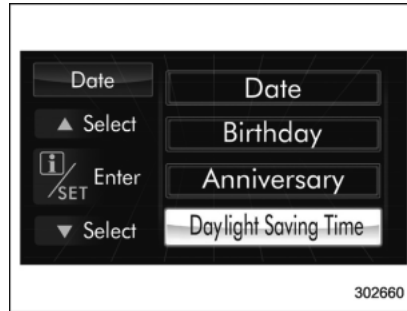 Date
▲ Select
i/SET Enter
▼ Select
Date
Birthday
Anniversary
Daylight Saving Time
302660